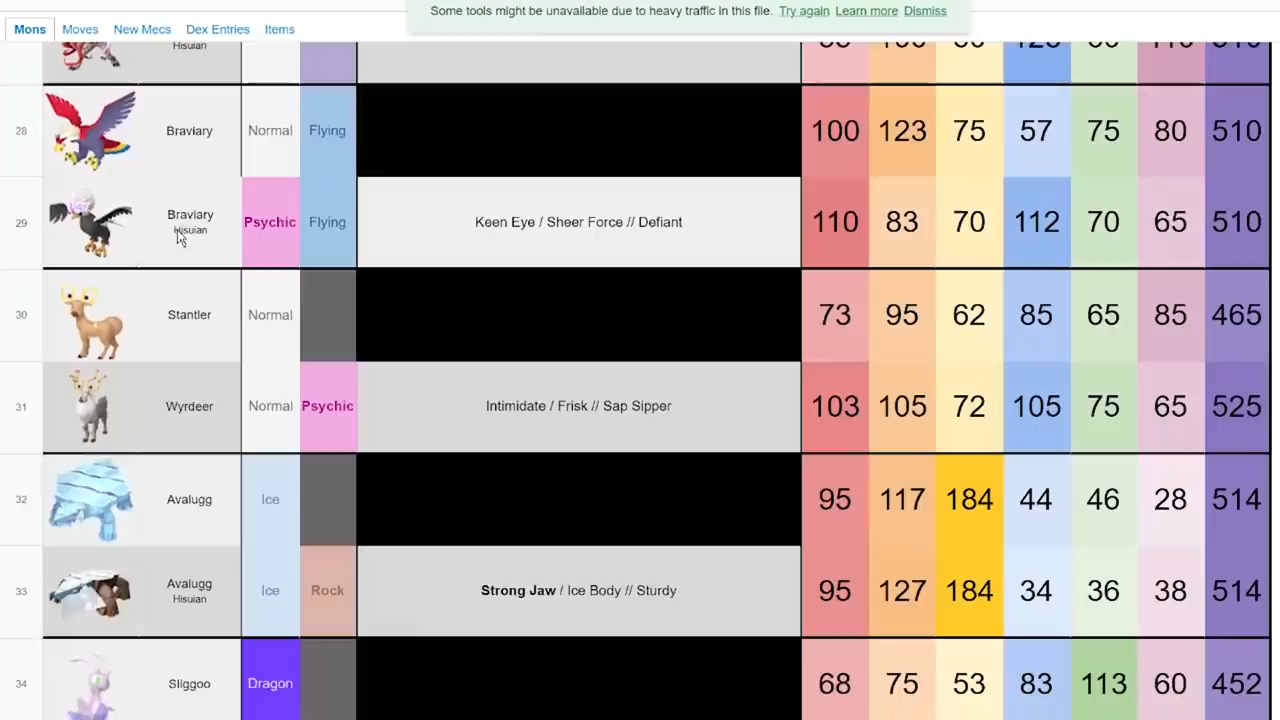 Some tools might be unavailable due to heavy traffic in this file. Try again Learn more Dismiss
Mons Moves New Mecs Dex Entries Items
Hisuian
28 Braviary Normal Flying 100 123 75 57 75 80 510
29 Braviary Hisuian Psychic Flying Keen Eye / Sheer Force // Defiant 110 83 70 112 70 65 510
30 Stantler Normal 73 95 62 85 65 85 465
31 Wyrdeer Normal Psychic Intimidate / Frisk // Sap Sipper 103 105 72 105 75 65 525
32 Avalugg Ice 95 117 184 44 46 28 514
33 Avalugg Hisuian Ice Rock Strong Jaw / Ice Body // Sturdy 95 127 184 34 36 38 514
34 Sliggoo Dragon 68 75 53 83 113 60 452